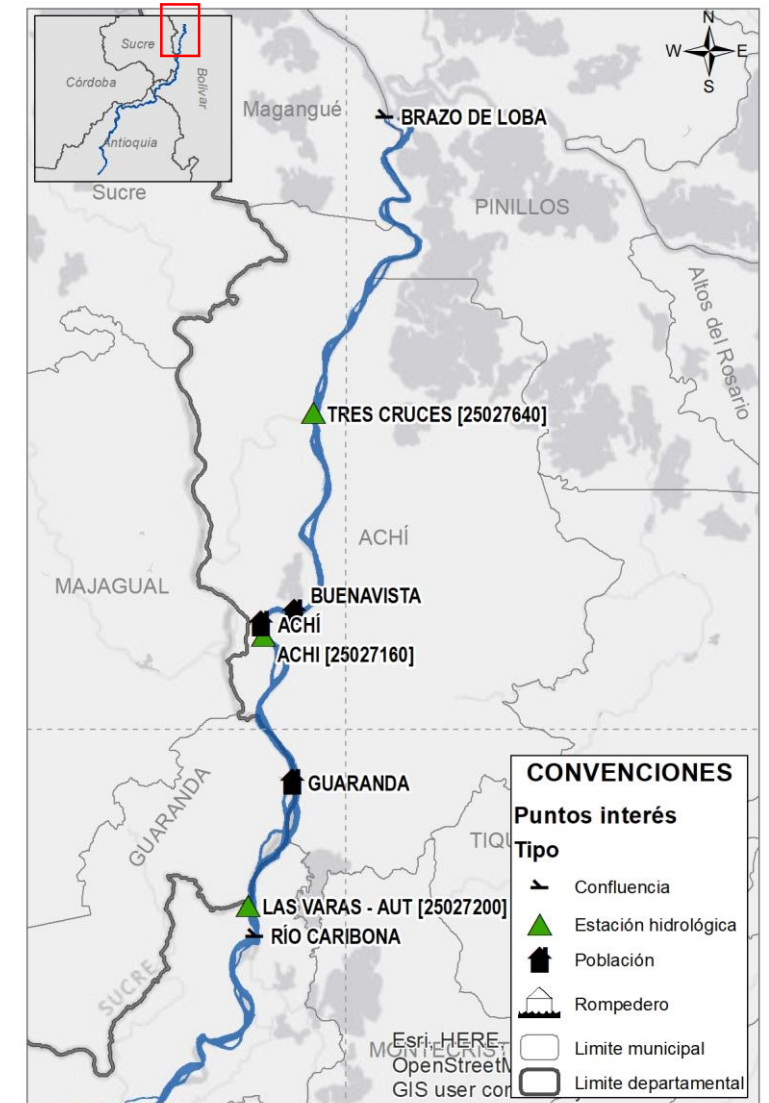 Sucre
Córdoba
Bolívar
Antioquia
N
W E
S
Magangué
BRAZO DE LOBA
Sucre
PINILLOS
Altos del Rosario
TRES CRUCES [25027640]
ACHÍ
MAJAGUAL
BUENAVISTA
ACHÍ
ACHI [25027160]
GUARANDA
GUARANDA
TIQU
LAS VARAS - AUT [25027200]
RÍO CARIBONA
SUCRE
MONTECRIST
Esri, HERE,
OpenStreetM
GIS user co
CONVENCIONES
Puntos interés
Tipo
Confluencia
Estación hidrológica
Población
Rompedero
Limite municipal
Limite departamental